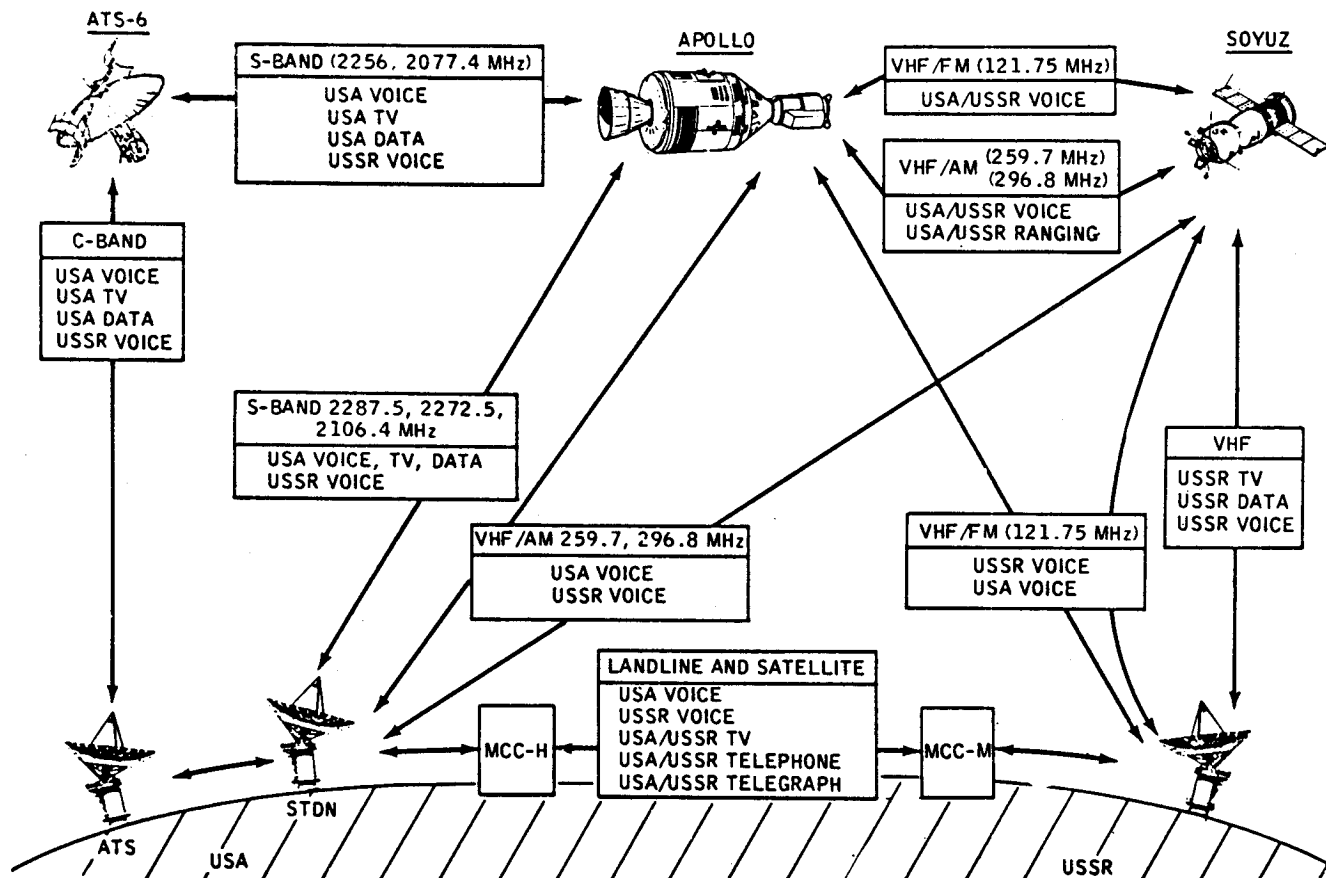 ATS-6
APOLLO
SOYUZ
S-BAND (2256, 2077.4 MHz)
USA VOICE
USA TV
USA DATA
USSR VOICE
VHF/FM (121.75 MHz)
USA/USSR VOICE
VHF/AM (259.7 MHz)
(296.8 MHz)
USA/USSR VOICE
USA/USSR RANGING
C-BAND
USA VOICE
USA TV
USA DATA
USSR VOICE
S-BAND 2287.5, 2272.5,
2106.4 MHz
USA VOICE, TV, DATA
USSR VOICE
VHF/AM 259.7, 296.8 MHz
USA VOICE
USSR VOICE
VHF/FM (121.75 MHz)
USSR VOICE
USA VOICE
VHF
USSR TV
USSR DATA
USSR VOICE
LANDLINE AND SATELLITE
USA VOICE
USSR VOICE
USA/USSR TV
USA/USSR TELEPHONE
USA/USSR TELEGRAPH
MCC-H
MCC-M
STDN
ATS
USA
USSR